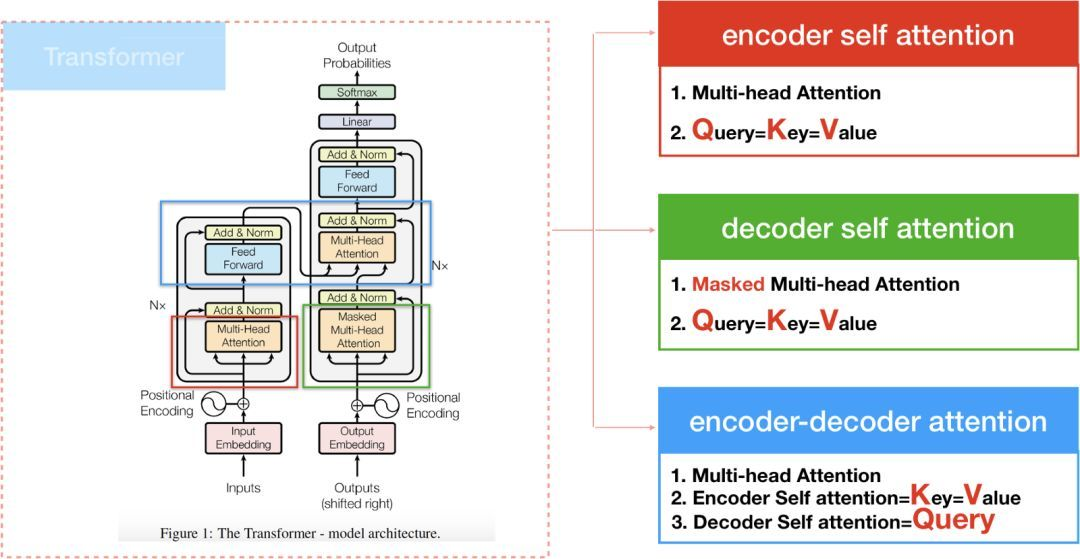 Transformer
Output
Probabilities
Softmax
Linear
Add & Norm
Feed
Forward
Add & Norm
Multi-Head
Attention
Add & Norm
Masked
Multi-Head
Attention
Nx
Add & Norm
Feed
Forward
Nx
Add & Norm
Multi-Head
Attention
Positional
Encoding
Positional
Encoding
Input
Embedding
Output
Embedding
Inputs
Outputs
(shifted right)
Figure 1: The Transformer - model architecture.
encoder self attention
1. Multi-head Attention
2. Query=Key=Value
decoder self attention
1. Masked Multi-head Attention
2. Query=Key=Value
encoder-decoder attention
1. Multi-head Attention
2. Encoder Self attention=Key=Value
3. Decoder Self attention=Query